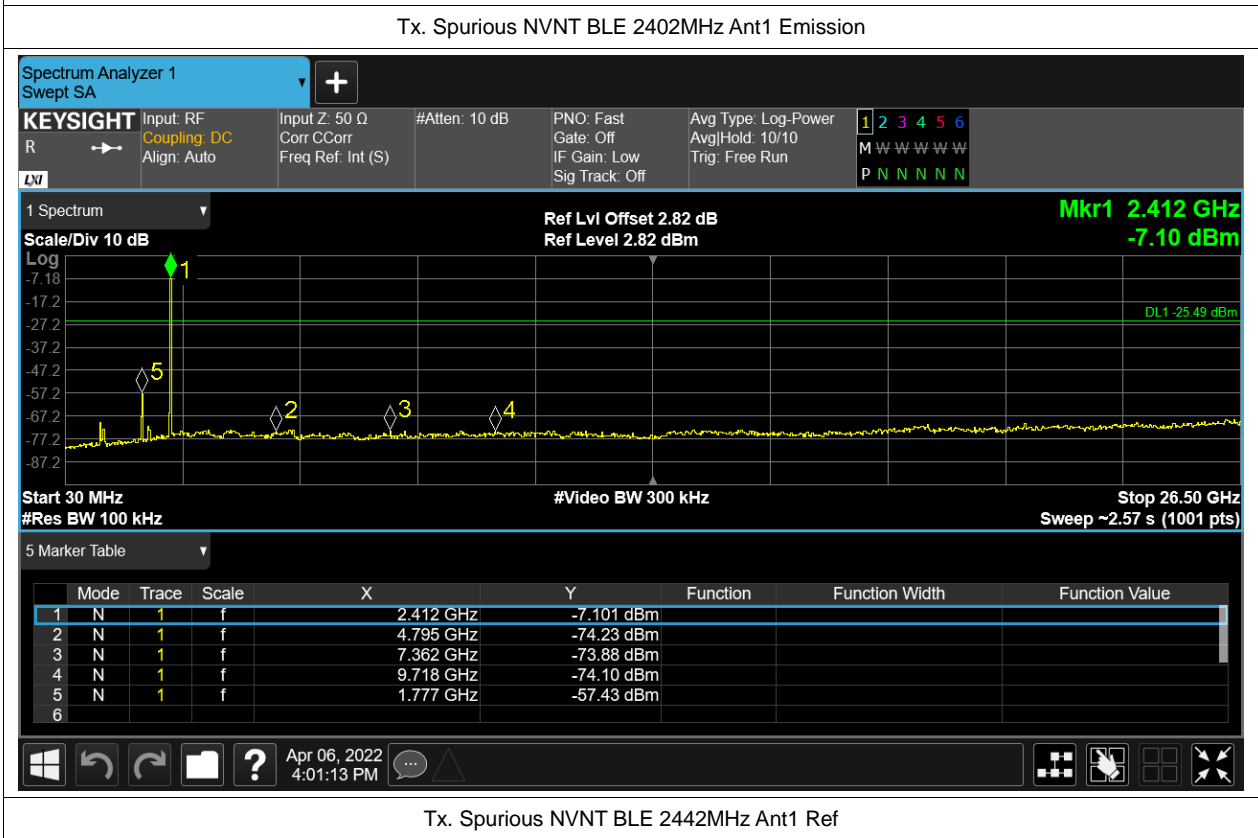 Tx. Spurious NVNT BLE 2402MHz Ant1 Emission
Spectrum Analyzer 1
Swept SA
+
KEYSIGHT Input: RF Input Z: 50 Ω #Atten: 10 dB PNO: Fast Avg Type: Log-Power 1 2 3 4 5 6
R Coupling: DC Corr CCorr Gate: Off Avg|Hold: 10/10 M W W W W W
Align: Auto Freq Ref: Int (S) IF Gain: Low Trig: Free Run
LXI Sig Track: Off P N N N N N
1 Spectrum Ref Lvl Offset 2.82 dB Mkr1 2.412 GHz
Scale/Div 10 dB Ref Level 2.82 dBm -7.10 dBm
Log
1
-7.18
-17.2
DL1 -25.49 dBm
-27.2
-37.2
-47.2
5
-57.2
-67.2 2 3 4
-77.2
-87.2
Start 30 MHz #Video BW 300 kHz Stop 26.50 GHz
#Res BW 100 kHz Sweep ~2.57 s (1001 pts)
5 Marker Table
Mode Trace Scale X Y Function Function Width Function Value
1 N 1 f 2.412 GHz -7.101 dBm
2 N 1 f 4.795 GHz -74.23 dBm
3 N 1 f 7.362 GHz -73.88 dBm
4 N 1 f 9.718 GHz -74.10 dBm
5 N 1 f 1.777 GHz -57.43 dBm
6
? Apr 06, 2022
4:01:13 PM
Tx. Spurious NVNT BLE 2442MHz Ant1 Ref